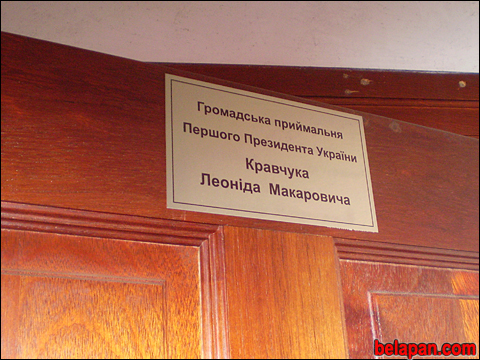 Громадська приймальня
Першого Президента України
Кравчука
Леоніда Макаровича
belapan.com